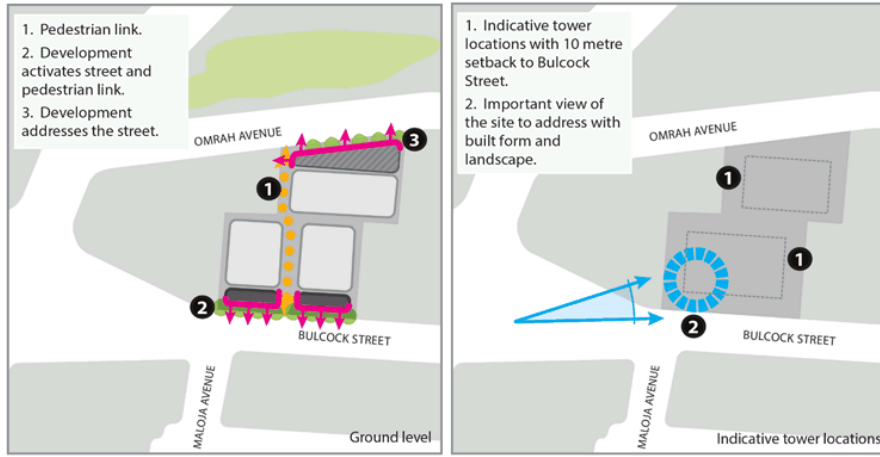 1. Pedestrian link.
2. Development
activates street and
pedestrian link.
3. Development
addresses the street.
OMRAH AVENUE
3
1
2
BULCOCK STREET
MALOJA AVENUE
Ground level
1. Indicative tower
locations with 10 metre
setback to Bulcock
Street.
2. Important view of
the site to address with
built form and
landscape.
OMRAH AVENUE
1
1
2
BULCOCK STREET
MALOJA AVENUE
Indicative tower locations